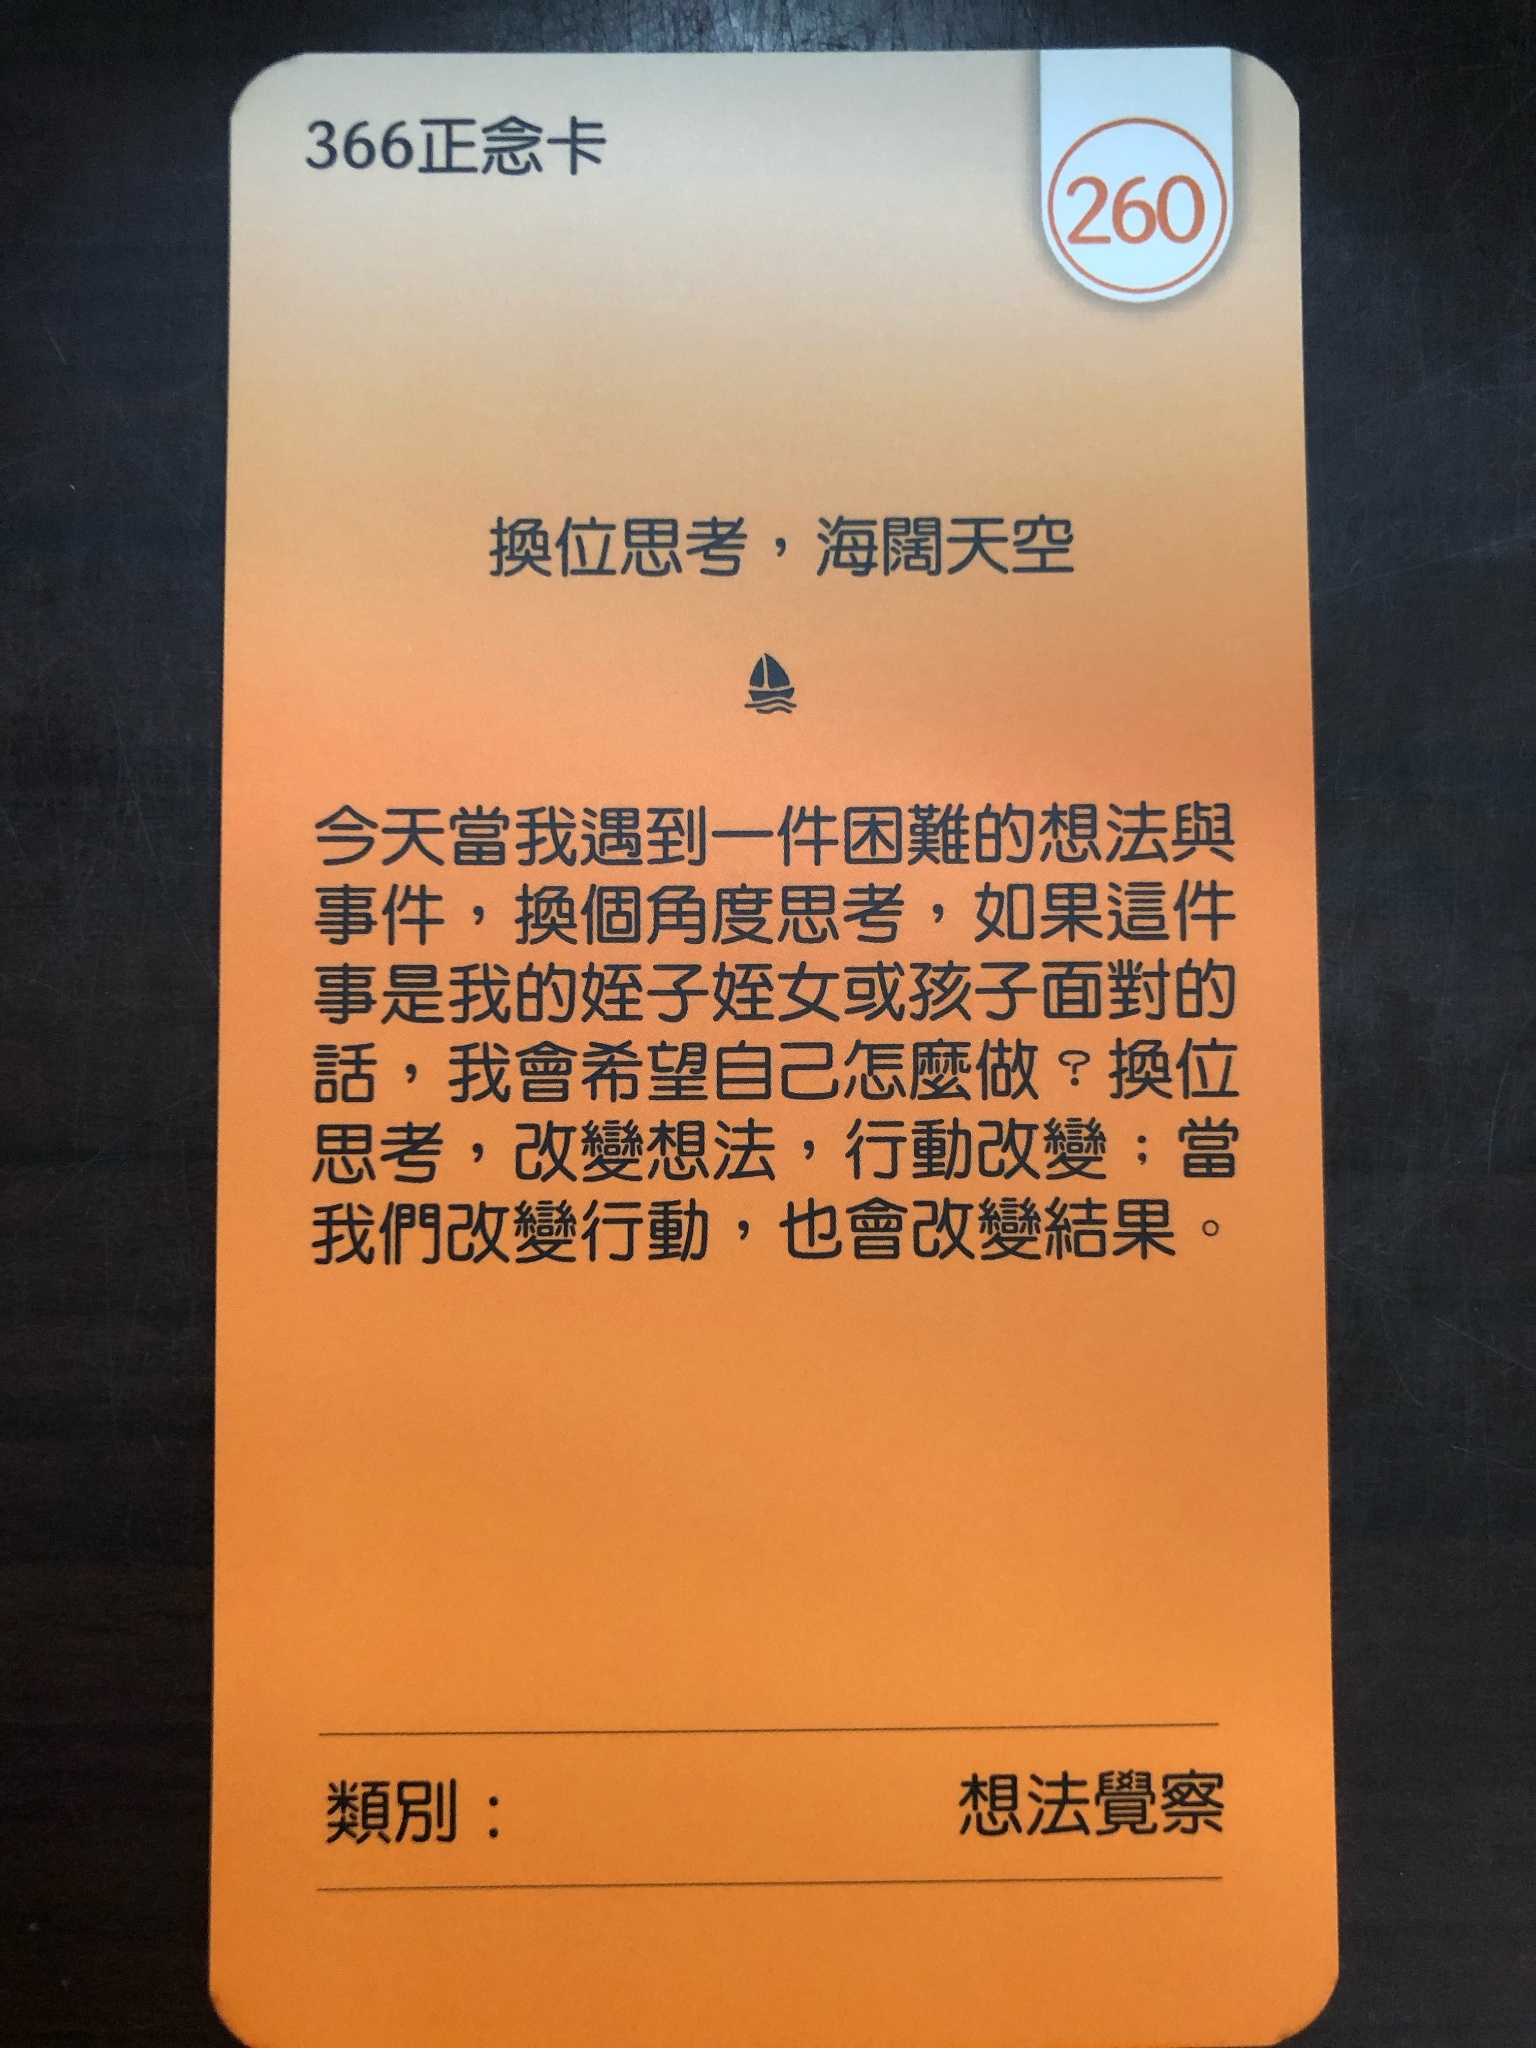 366正念卡
260
換位思考，海闊天空
今天當我遇到一件困難的想法與
事件，換個角度思考，如果這件
事是我的姪子姪女或孩子面對的
話，我會希望自己怎麼做？換位
思考，改變想法，行動改變；當
我們改變行動，也會改變結果。
類別： 想法覺察